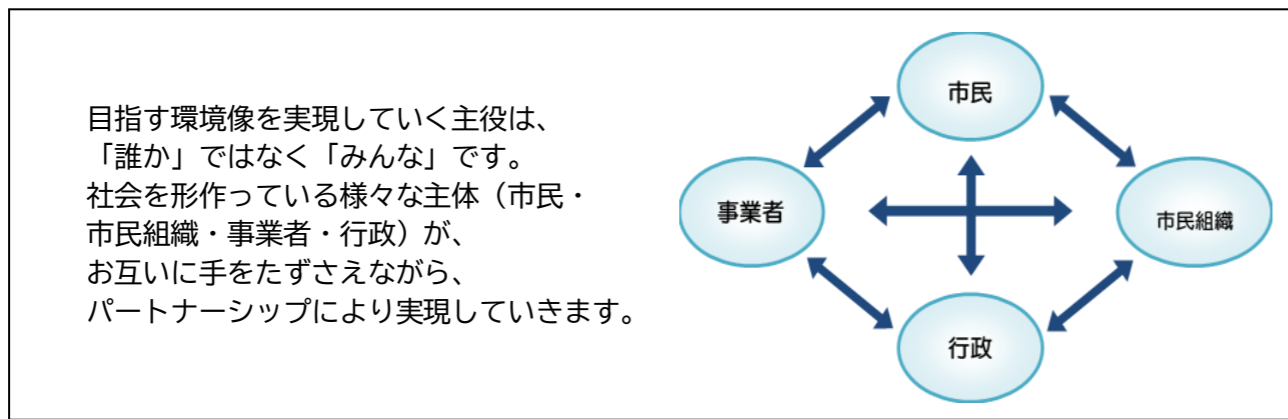 目指す環境像を実現していく主役は、
「誰か」ではなく「みんな」です。
社会を形作っている様々な主体（市民・
市民組織・事業者・行政）が、
お互いに手をたずさえながら、
パートナーシップにより実現していきます。
市民
事業者
市民組織
行政